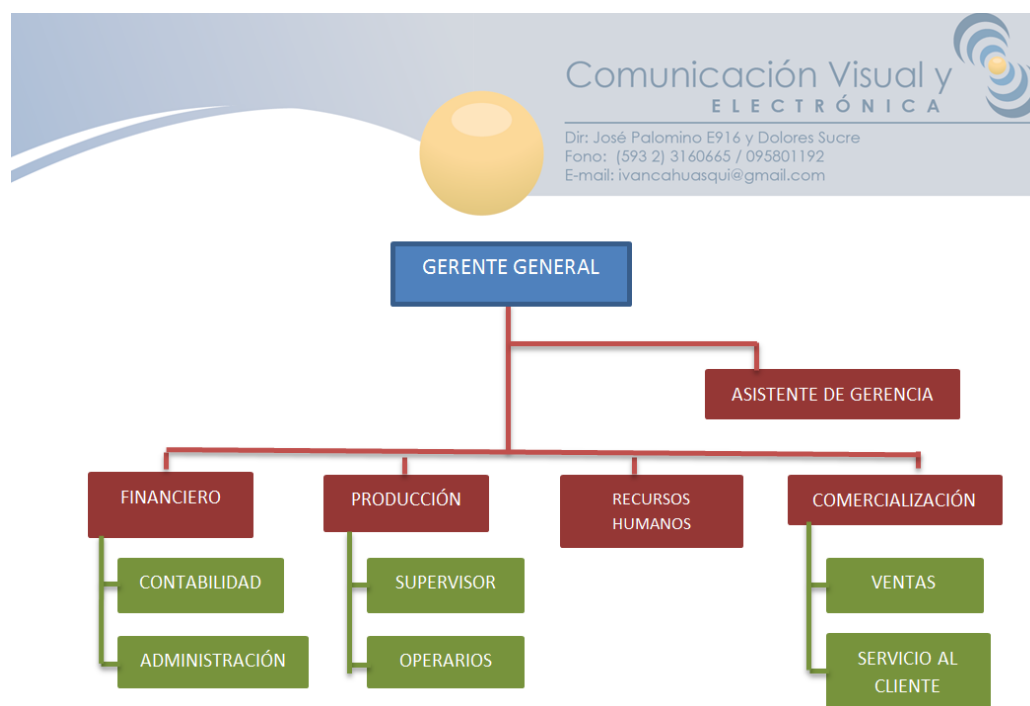 Comunicación Visual y
ELECTRÓNICA
Dir: José Palomino E916 y Dolores Sucre
Fono: (593 2) 3160665 / 095801192
E-mail: ivancahuasqui@gmail.com
GERENTE GENERAL
ASISTENTE DE GERENCIA
FINANCIERO
PRODUCCIÓN
RECURSOS
HUMANOS
COMERCIALIZACIÓN
CONTABILIDAD
SUPERVISOR
VENTAS
ADMINISTRACIÓN
OPERARIOS
SERVICIO AL
CLIENTE